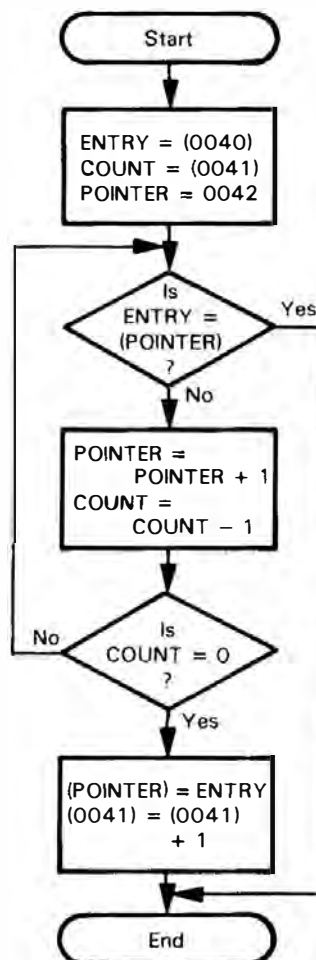 Start
ENTRY = (0040)
COUNT = (0041)
POINTER = 0042
Is
ENTRY =
(POINTER)
?
Yes
No
POINTER =
POINTER + 1
COUNT =
COUNT - 1
Is
COUNT = 0
?
No
Yes
(POINTER) = ENTRY
(0041) = (0041)
+ 1
End